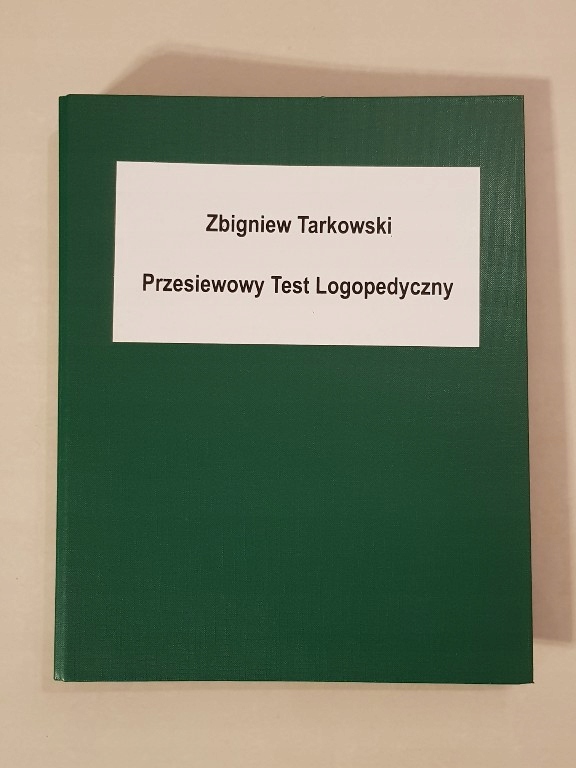 Zbigniew Tarkowski
Przesiewowy Test Logopedyczny